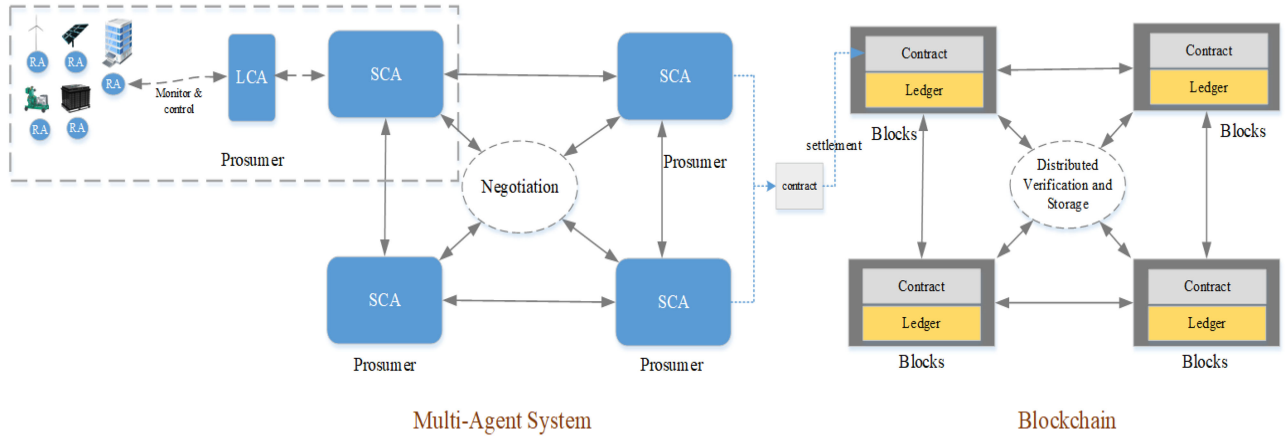 RA
RA
RA
RA
RA
Monitor &
control
LCA
SCA
Prosumer
SCA
Prosumer
Negotiation
SCA
Prosumer
SCA
Prosumer
contract
settlement
Contract
Ledger
Blocks
Contract
Ledger
Blocks
Distributed
Verification and
Storage
Contract
Ledger
Blocks
Contract
Ledger
Blocks
Multi-Agent System
Blockchain